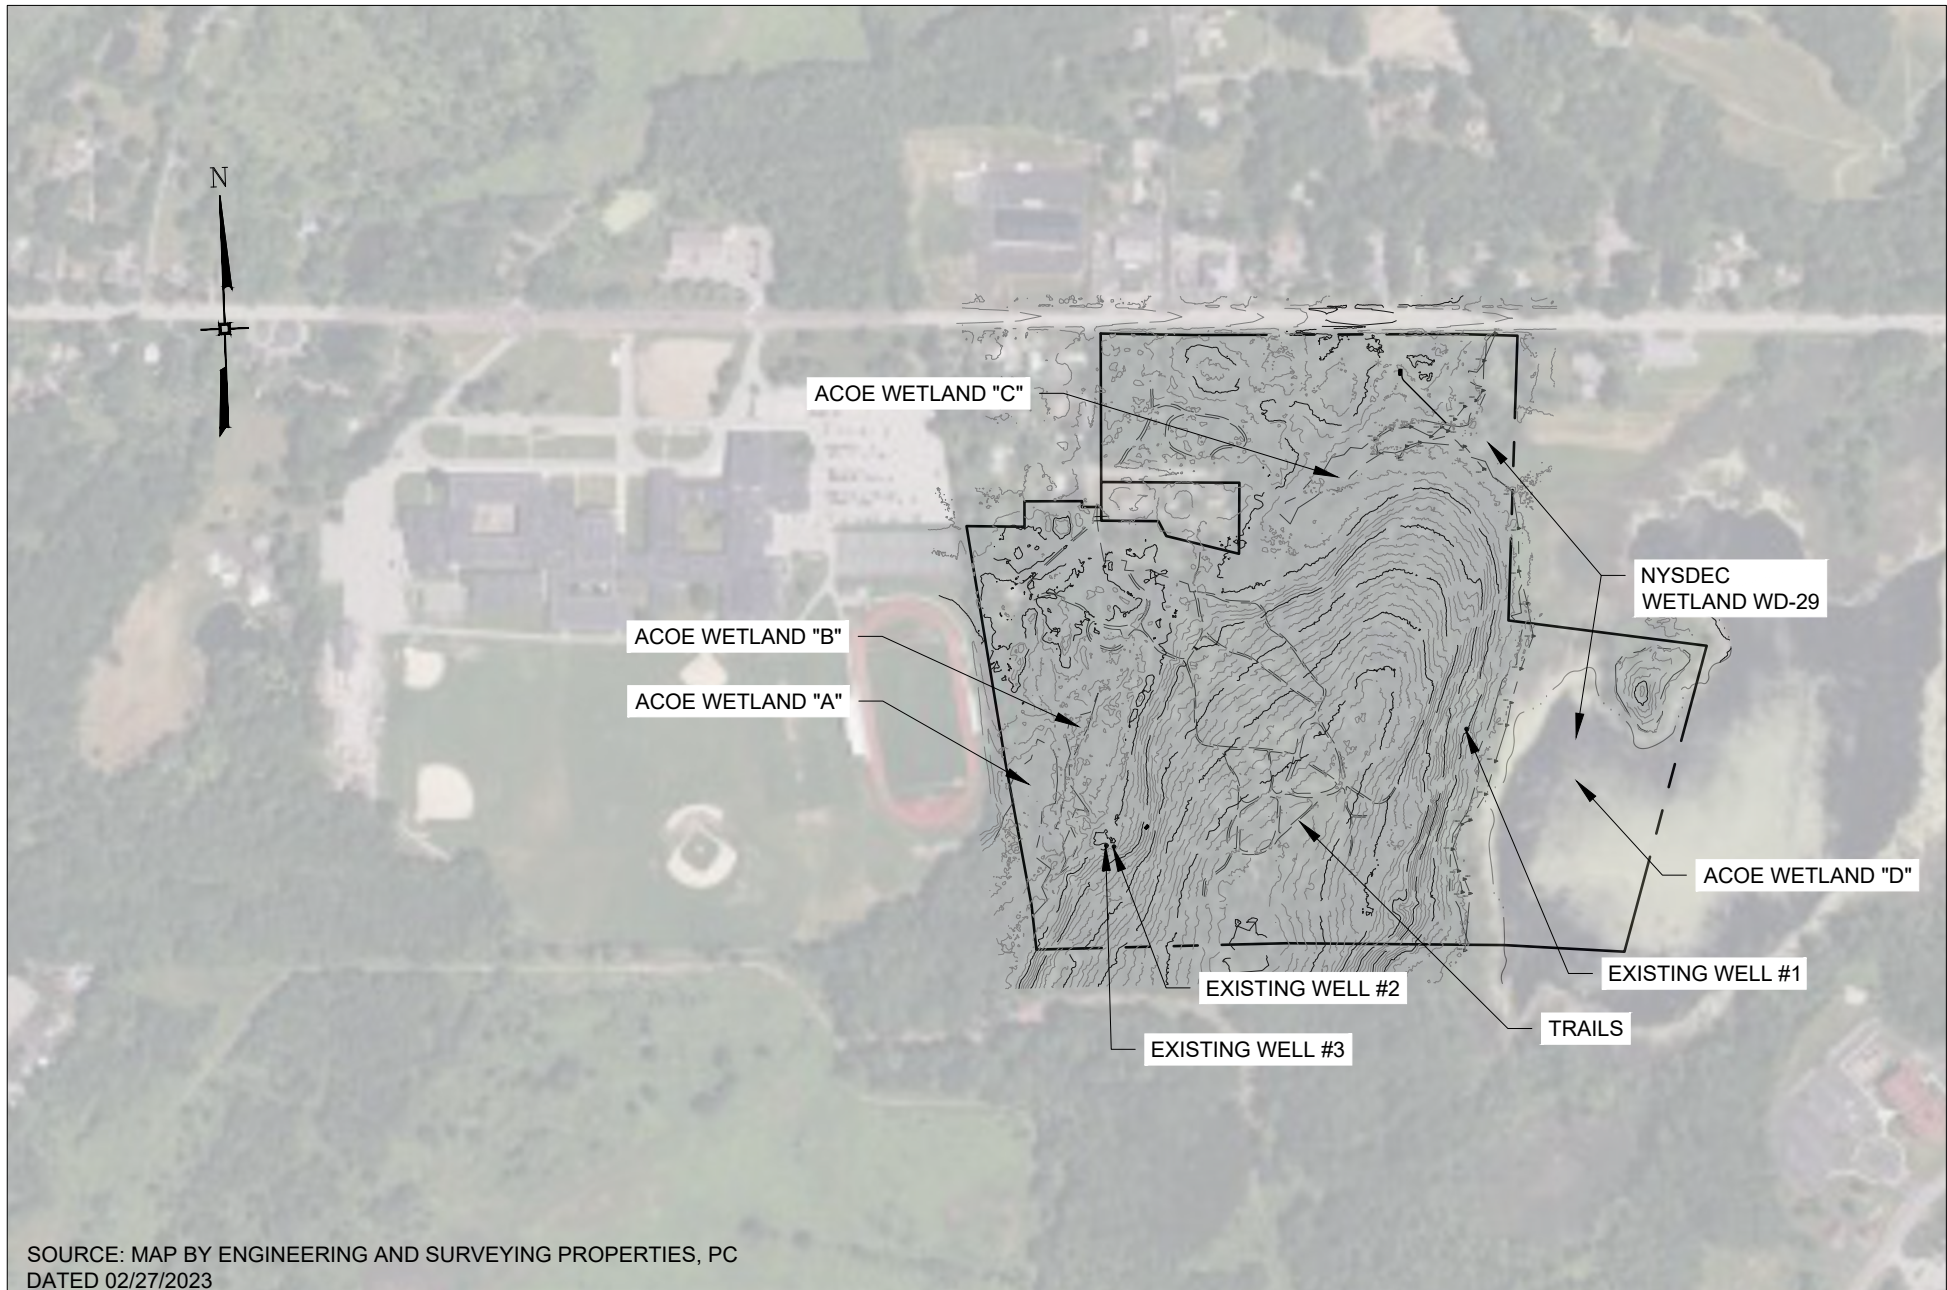 N
ACOE WETLAND "C"
NYSDEC
WETLAND WD-29
ACOE WETLAND "B"
ACOE WETLAND "A"
ACOE WETLAND "D"
EXISTING WELL #1
EXISTING WELL #2
TRAILS
EXISTING WELL #3
SOURCE: MAP BY ENGINEERING AND SURVEYING PROPERTIES, PC
DATED 02/27/2023